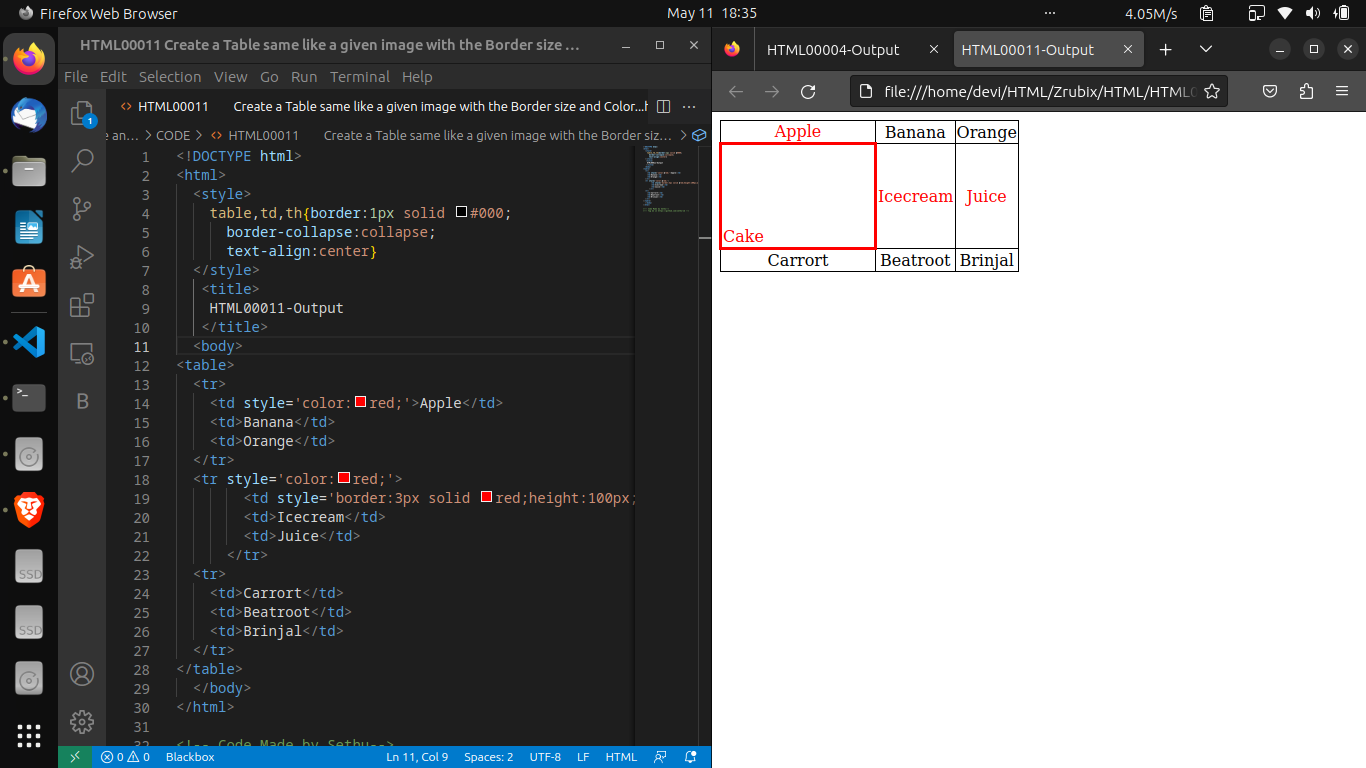 Firefox Web Browser
May 11 18:35
4.05M/s
HTML00011 Create a Table same like a given image with the Border size ...
File Edit Selection View Go Run Terminal Help
HTML00011 Create a Table same like a given image with the Border size and Color...
e an... > CODE > <> HTML00011 Create a Table same like a given image with the Border siz... >
1 <!DOCTYPE html>
2 <html>
3 <style>
4 table,td,th{border:1px solid #000;
5 border-collapse:collapse;
6 text-align:center}
7 </style>
8 <title>
9 HTML00011-Output
10 </title>
11 <body>
12 <table>
13 <tr>
14 <td style='color:red;'>Apple</td>
15 <td>Banana</td>
16 <td>Orange</td>
17 </tr>
18 <tr style='color:red;'>
19 <td style='border:3px solid red;height:100px;
20 <td>Icecream</td>
21 <td>Juice</td>
22 </tr>
23 <tr>
24 <td>Carrort</td>
25 <td>Beatroot</td>
26 <td>Brinjal</td>
27 </tr>
28 </table>
29 </body>
30 </html>
31
32 <!-- Code Made by Sethu-->
1
B
SSD
SSD
0 0 Blackbox Ln 11, Col 9 Spaces: 2 UTF-8 LF HTML
HTML00004-Output
HTML00011-Output
file:///home/devi/HTML/Zrubix/HTML/HTML0
Apple Banana Orange
Cake Icecream Juice
Carrort Beatroot Brinjal